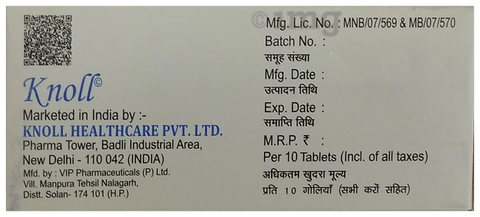 Knoll©
Marketed in India by :-
KNOLL HEALTHCARE PVT. LTD.
Pharma Tower, Badli Industrial Area,
New Delhi - 110 042 (INDIA)
Mfd. by : VIP Pharmaceuticals (P) Ltd.
Vill. Manpura Tehsil Nalagarh,
Distt. Solan- 174 101 (H.P.)
Mfg. Lic. No.: MNB/07/569 & MB/07/570
Batch No. :
समूह संख्या
Mfg. Date :
उत्पादन तिथि
Exp. Date :
समाप्ति तिथि
M.R.P. ₹ :
Per 10 Tablets (Incl. of all taxes)
अधिकतम खुदरा मूल्य
प्रति 10 गोलियाँ (सभी करों सहित)